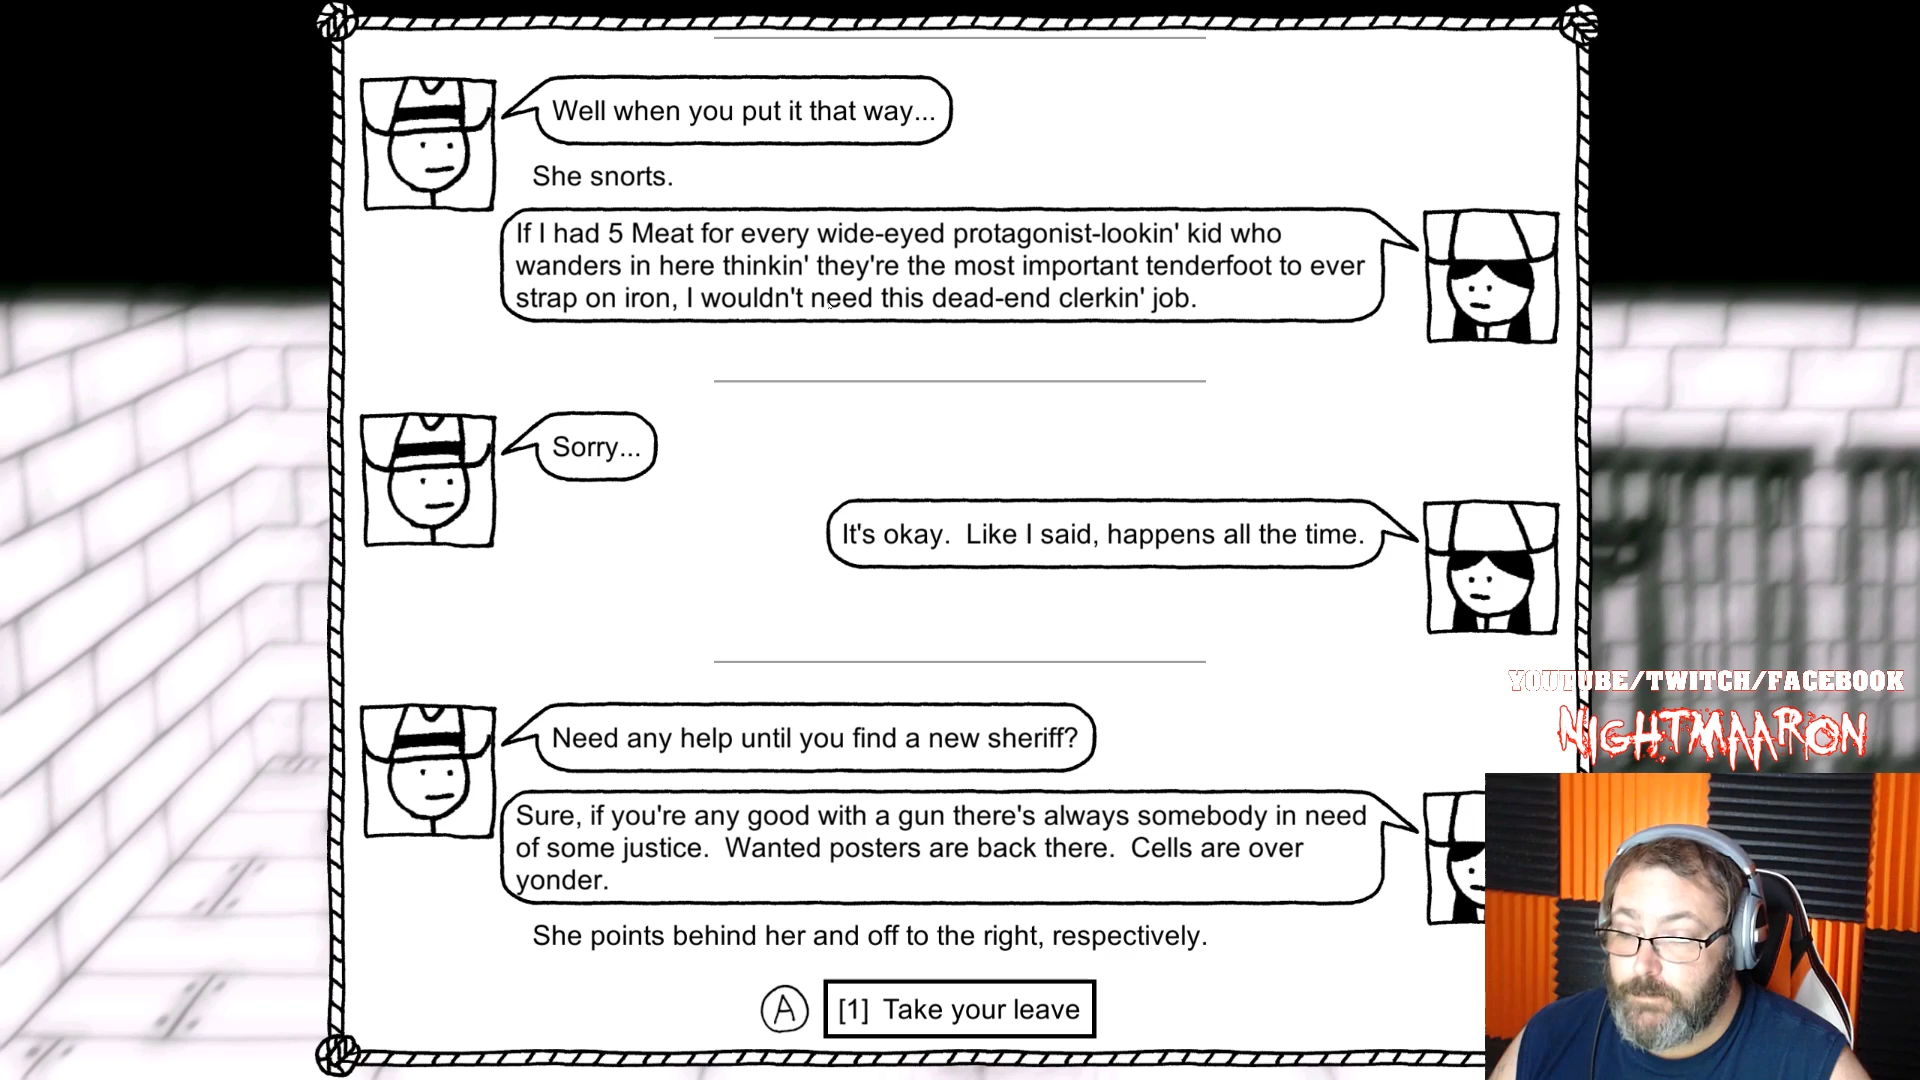 Well when you put it that way...
She snorts.
If I had 5 Meat for every wide-eyed protagonist-lookin' kid who
wanders in here thinkin' they're the most important tenderfoot to ever
strap on iron, I wouldn't need this dead-end clerkin' job.
Sorry...
It's okay.  Like I said, happens all the time.
Need any help until you find a new sheriff?
Sure, if you're any good with a gun there's always somebody in need
of some justice.  Wanted posters are back there.  Cells are over
yonder.
She points behind her and off to the right, respectively.
A [1]  Take your leave
YOUTUBE/TWITCH/FACEBOOK
NIGHTMAARON